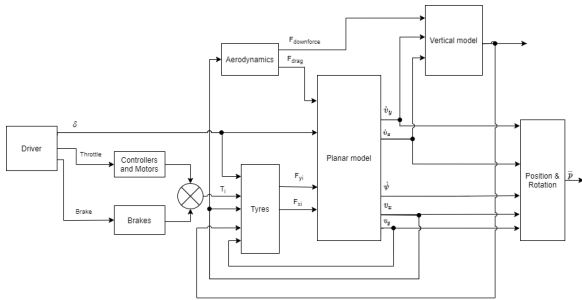 F_downforce
Vertical model
Aerodynamics
F_drag
δ
Driver
Throttle
Controllers
and Motors
T_i
Brake
Brakes
Tyres
F_yi
F_xi
Planar model
v̇_y
v̇_x
ψ̇
v_x
v_y
Position &
Rotation
p̅